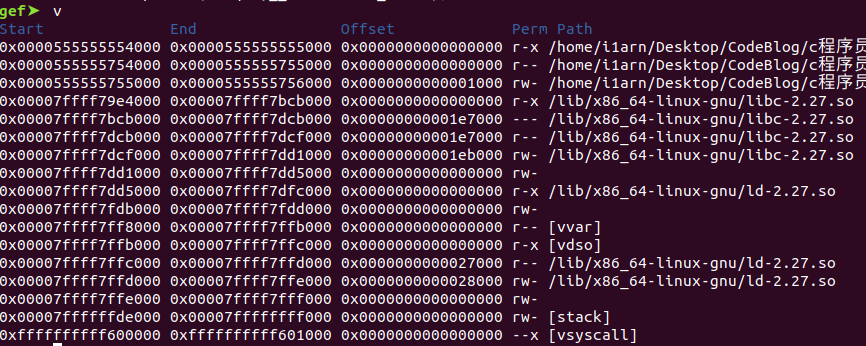 gef➤  v
Start              End                Offset             Perm Path
0x0000555555554000 0x0000555555555000 0x0000000000000000 r-x /home/i1arn/Desktop/CodeBlog/c程序员
0x0000555555754000 0x0000555555755000 0x0000000000000000 r-- /home/i1arn/Desktop/CodeBlog/c程序员
0x0000555555755000 0x0000555555756000 0x0000000000001000 rw- /home/i1arn/Desktop/CodeBlog/c程序员
0x00007ffff79e4000 0x00007ffff7bcb000 0x0000000000000000 r-x /lib/x86_64-linux-gnu/libc-2.27.so
0x00007ffff7bcb000 0x00007ffff7dcb000 0x00000000001e7000 --- /lib/x86_64-linux-gnu/libc-2.27.so
0x00007ffff7dcb000 0x00007ffff7dcf000 0x00000000001e7000 r-- /lib/x86_64-linux-gnu/libc-2.27.so
0x00007ffff7dcf000 0x00007ffff7dd1000 0x00000000001eb000 rw- /lib/x86_64-linux-gnu/libc-2.27.so
0x00007ffff7dd1000 0x00007ffff7dd5000 0x0000000000000000 rw-
0x00007ffff7dd5000 0x00007ffff7dfc000 0x0000000000000000 r-x /lib/x86_64-linux-gnu/ld-2.27.so
0x00007ffff7fdb000 0x00007ffff7fdd000 0x0000000000000000 rw-
0x00007ffff7ff8000 0x00007ffff7ffb000 0x0000000000000000 r-- [vvar]
0x00007ffff7ffb000 0x00007ffff7ffc000 0x0000000000000000 r-x [vdso]
0x00007ffff7ffc000 0x00007ffff7ffd000 0x0000000000027000 r-- /lib/x86_64-linux-gnu/ld-2.27.so
0x00007ffff7ffd000 0x00007ffff7ffe000 0x0000000000028000 rw- /lib/x86_64-linux-gnu/ld-2.27.so
0x00007ffff7ffe000 0x00007ffff7fff000 0x0000000000000000 rw-
0x00007ffffffde000 0x00007ffffffff000 0x0000000000000000 rw- [stack]
0xffffffffff600000 0xffffffffff601000 0x0000000000000000 --x [vsyscall]